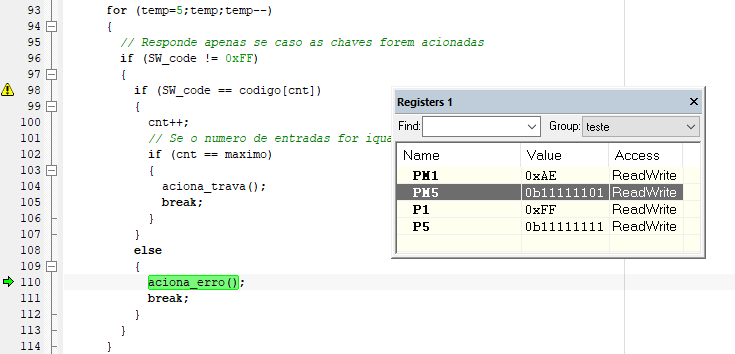 93 for (temp=5;temp;temp--)
94 {
95 // Responde apenas se caso as chaves forem acionadas
96 if (SW_code != 0xFF)
97 {
98 if (SW_code == codigo[cnt])
99 {
100 cnt++;
101 // Se o numero de entradas for iqua
102 if (cnt == maximo)
103 {
104 aciona_trava();
105 break;
106 }
107 }
108 else
109 {
110 aciona_erro();
111 break;
112 }
113 }
114 }
Registers 1
Find: Group: teste
Name Value Access
PM1 0xAE ReadWrite
PM5 0b11111101 ReadWrite
P1 0xFF ReadWrite
P5 0b11111111 ReadWrite